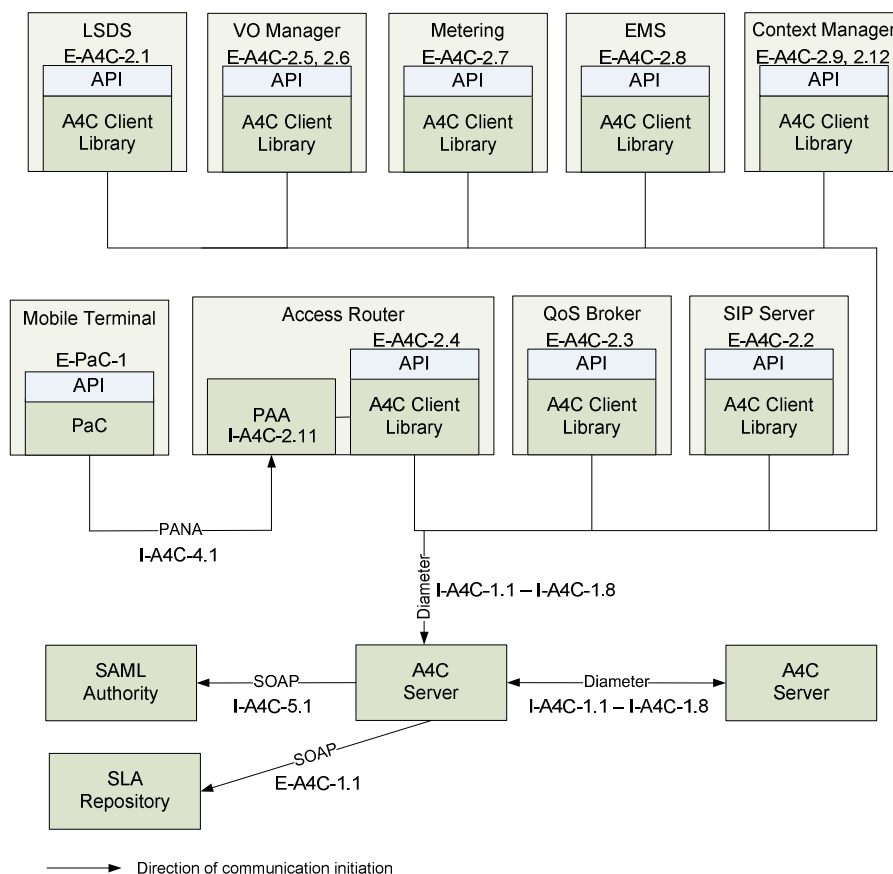 LSDS
E-A4C-2.1
API
A4C Client
Library
VO Manager
E-A4C-2.5, 2.6
API
A4C Client
Library
Metering
E-A4C-2.7
API
A4C Client
Library
EMS
E-A4C-2.8
API
A4C Client
Library
Context Manager
E-A4C-2.9, 2.12
API
A4C Client
Library
Mobile Terminal
E-PaC-1
API
PaC
Access Router
E-A4C-2.4
API
A4C Client
Library
PAA
I-A4C-2.11
QoS Broker
E-A4C-2.3
API
A4C Client
Library
SIP Server
E-A4C-2.2
API
A4C Client
Library
PANA
I-A4C-4.1
Diameter
I-A4C-1.1 – I-A4C-1.8
SAML
Authority
SOAP
I-A4C-5.1
A4C
Server
Diameter
I-A4C-1.1 – I-A4C-1.8
A4C
Server
SOAP
E-A4C-1.1
SLA
Repository
Direction of communication initiation